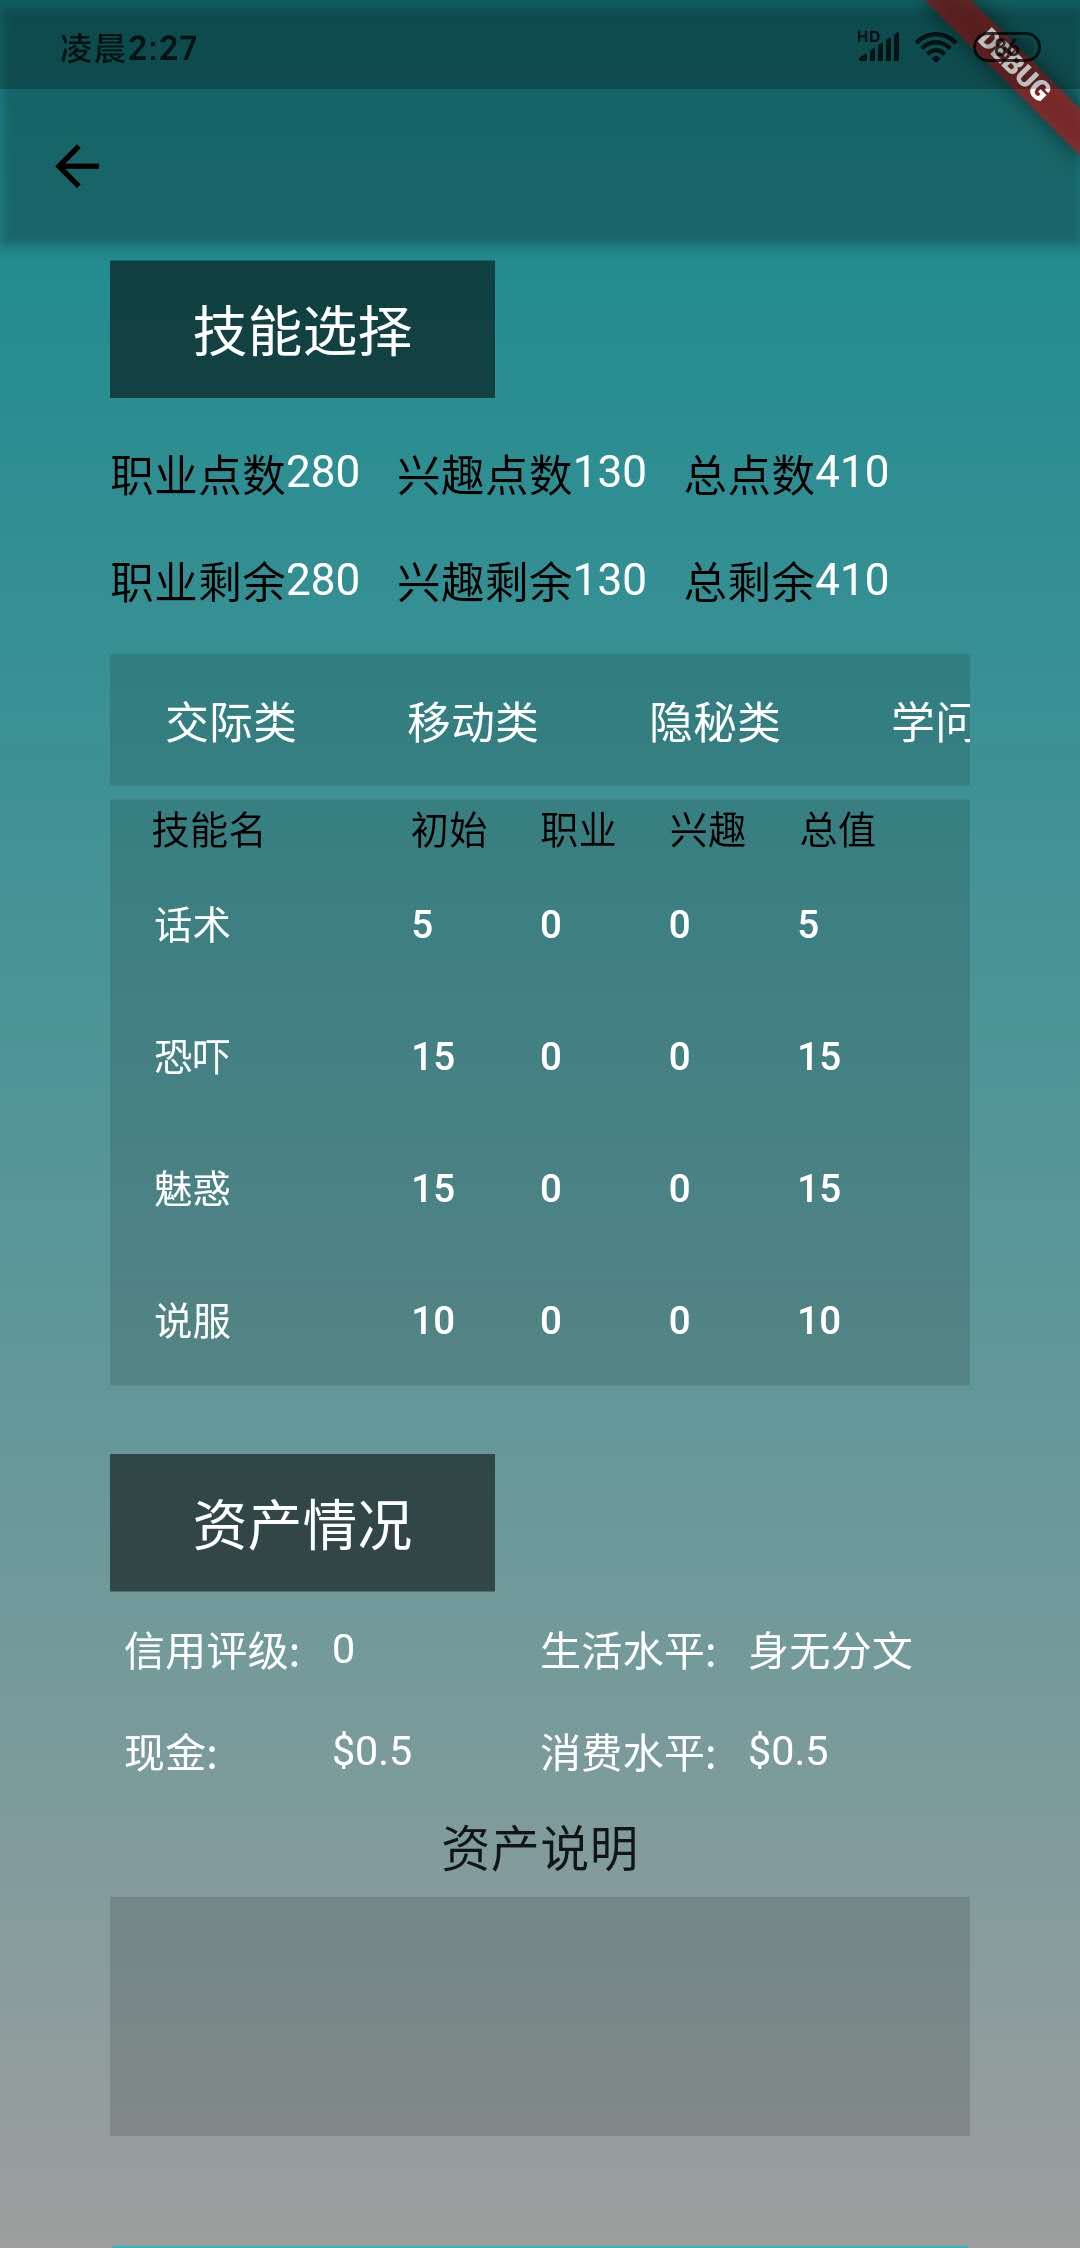 凌晨2:27
HD
DEBUG
技能选择
职业点数280 兴趣点数130 总点数410
职业剩余280 兴趣剩余130 总剩余410
交际类 移动类 隐秘类 学问
技能名 初始 职业 兴趣 总值
话术 5 0 0 5
恐吓 15 0 0 15
魅惑 15 0 0 15
说服 10 0 0 10
资产情况
信用评级: 0 生活水平: 身无分文
现金: $0.5 消费水平: $0.5
资产说明